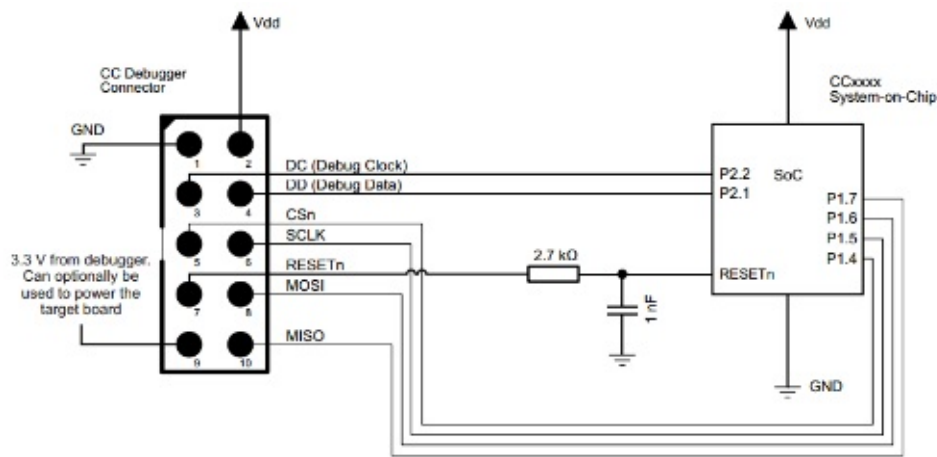 Vdd
Vdd
CC Debugger
Connector
CCxxxx
System-on-Chip
GND
1
2
DC (Debug Clock)
P2.2
SoC
DD (Debug Data)
P2.1
3
4
P1.7
CSn
P1.6
SCLK
P1.5
5
6
P1.4
3.3 V from debugger.
Can optionally be
used to power the
target board
RESETn
2.7 kΩ
RESETn
MOSI
7
8
1 nF
MISO
9
10
GND